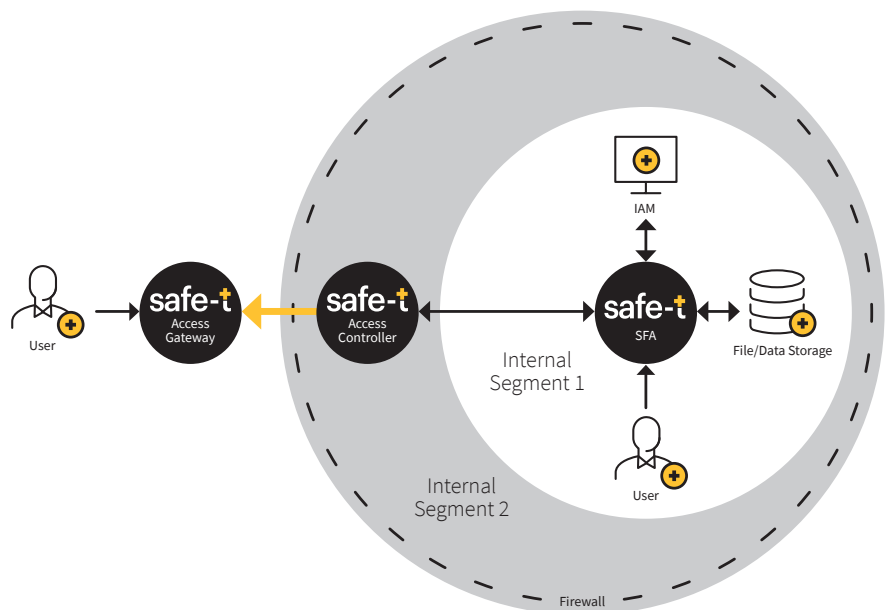 IAM
safe-t
Access
Gateway
safe-t
Access
Controller
safe-t
SFA
User
File/Data Storage
Internal
Segment 1
User
Internal
Segment 2
Firewall